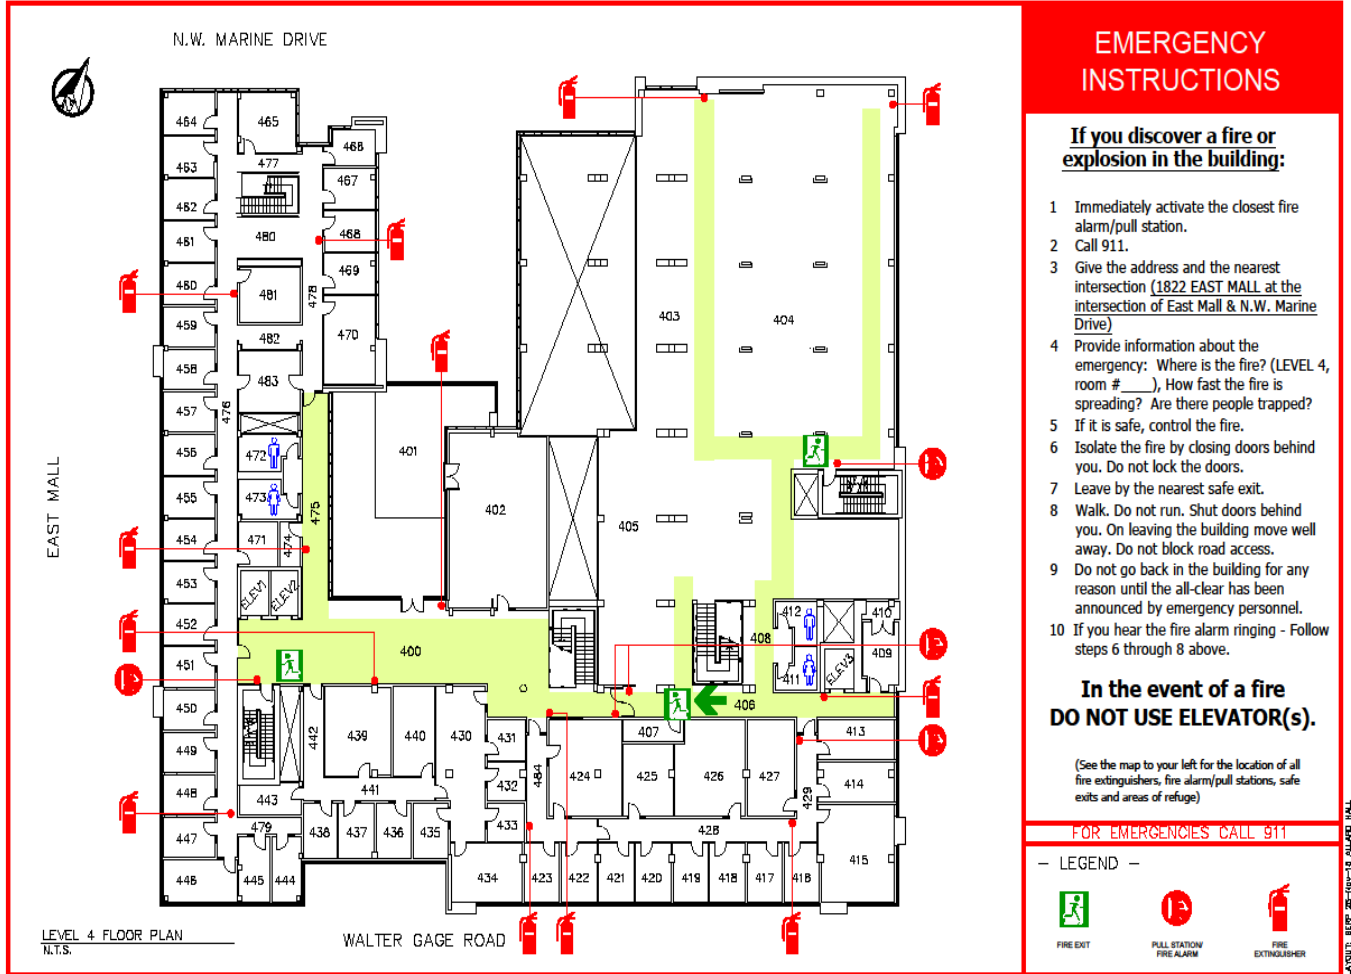 N.W. MARINE DRIVE
EAST MALL
WALTER GAGE ROAD
LEVEL 4 FLOOR PLAN
N.T.S.
464
465
466
463
477
467
462
461
480
468
460
481
478
469
459
482
470
458
483
457
476
456
472
455
473
475
454
471
474
453
ELEV1
ELEV2
452
451
450
449
448
447
446
401
402
403
404
405
400
412
408
410
411
ELEV3
409
406
407
413
414
415
442
439
440
430
431
432
433
484
424
425
426
427
429
443
441
479
438
437
436
435
428
445
444
434
423
422
421
420
419
418
417
416
EMERGENCY
INSTRUCTIONS
If you discover a fire or
explosion in the building:
1 Immediately activate the closest fire
alarm/pull station.
2 Call 911.
3 Give the address and the nearest
intersection (1822 EAST MALL at the
intersection of East Mall & N.W. Marine
Drive)
4 Provide information about the
emergency: Where is the fire? (LEVEL 4,
room #____), How fast the fire is
spreading? Are there people trapped?
5 If it is safe, control the fire.
6 Isolate the fire by closing doors behind
you. Do not lock the doors.
7 Leave by the nearest safe exit.
8 Walk. Do not run. Shut doors behind
you. On leaving the building move well
away. Do not block road access.
9 Do not go back in the building for any
reason until the all-clear has been
announced by emergency personnel.
10 If you hear the fire alarm ringing - Follow
steps 6 through 8 above.
In the event of a fire
DO NOT USE ELEVATOR(s).
(See the map to your left for the location of all
fire extinguishers, fire alarm/pull stations, safe
exits and areas of refuge)
FOR EMERGENCIES CALL 911
- LEGEND -
FIRE EXIT
PULL STATION/
FIRE ALARM
FIRE
EXTINGUISHER
ALLARD HALL